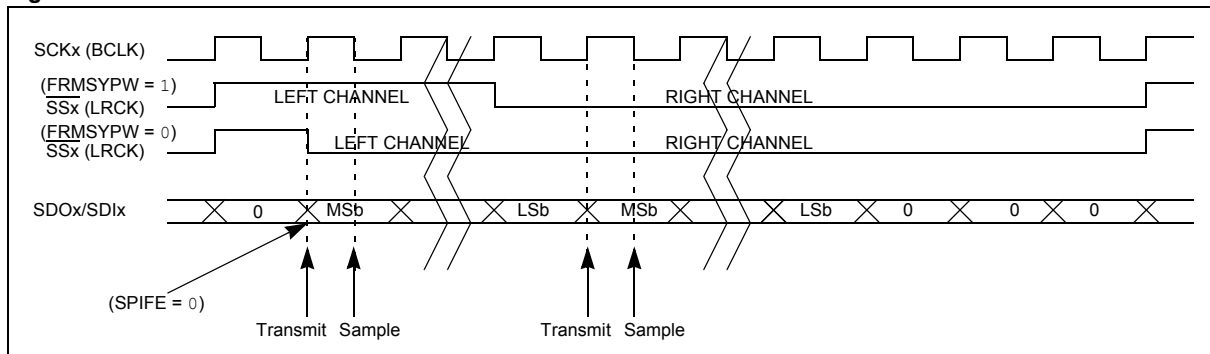 SCKx (BCLK)
(FRMSYPW = 1)
SSx (LRCK)
LEFT CHANNEL RIGHT CHANNEL
(FRMSYPW = 0)
SSx (LRCK)
LEFT CHANNEL RIGHT CHANNEL
SDOx/SDIx 0 MSb LSb MSb LSb 0 0 0
(SPIFE = 0)
Transmit Sample Transmit Sample